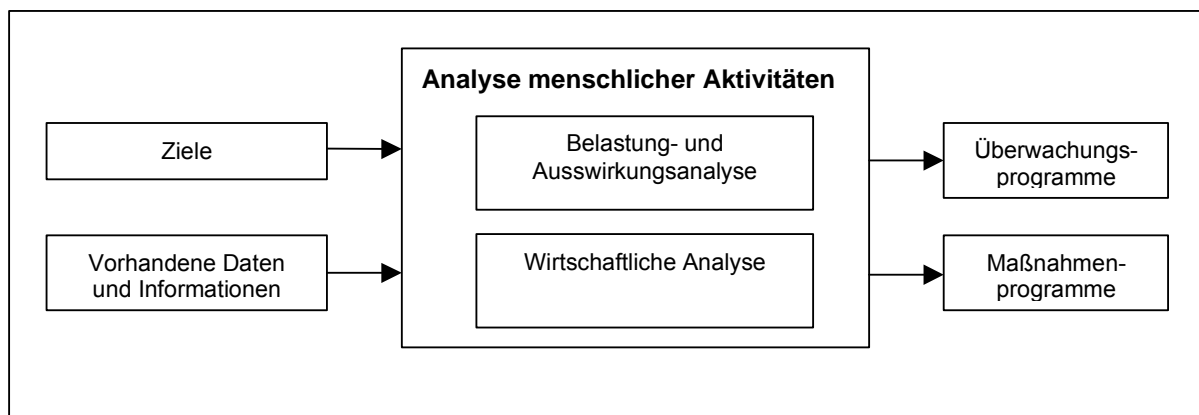 Analyse menschlicher Aktivitäten
Ziele
Vorhandene Daten
und Informationen
Belastung- und
Ausswirkungsanalyse
Wirtschaftliche Analyse
Überwachungs-
programme
Maßnahmen-
programme